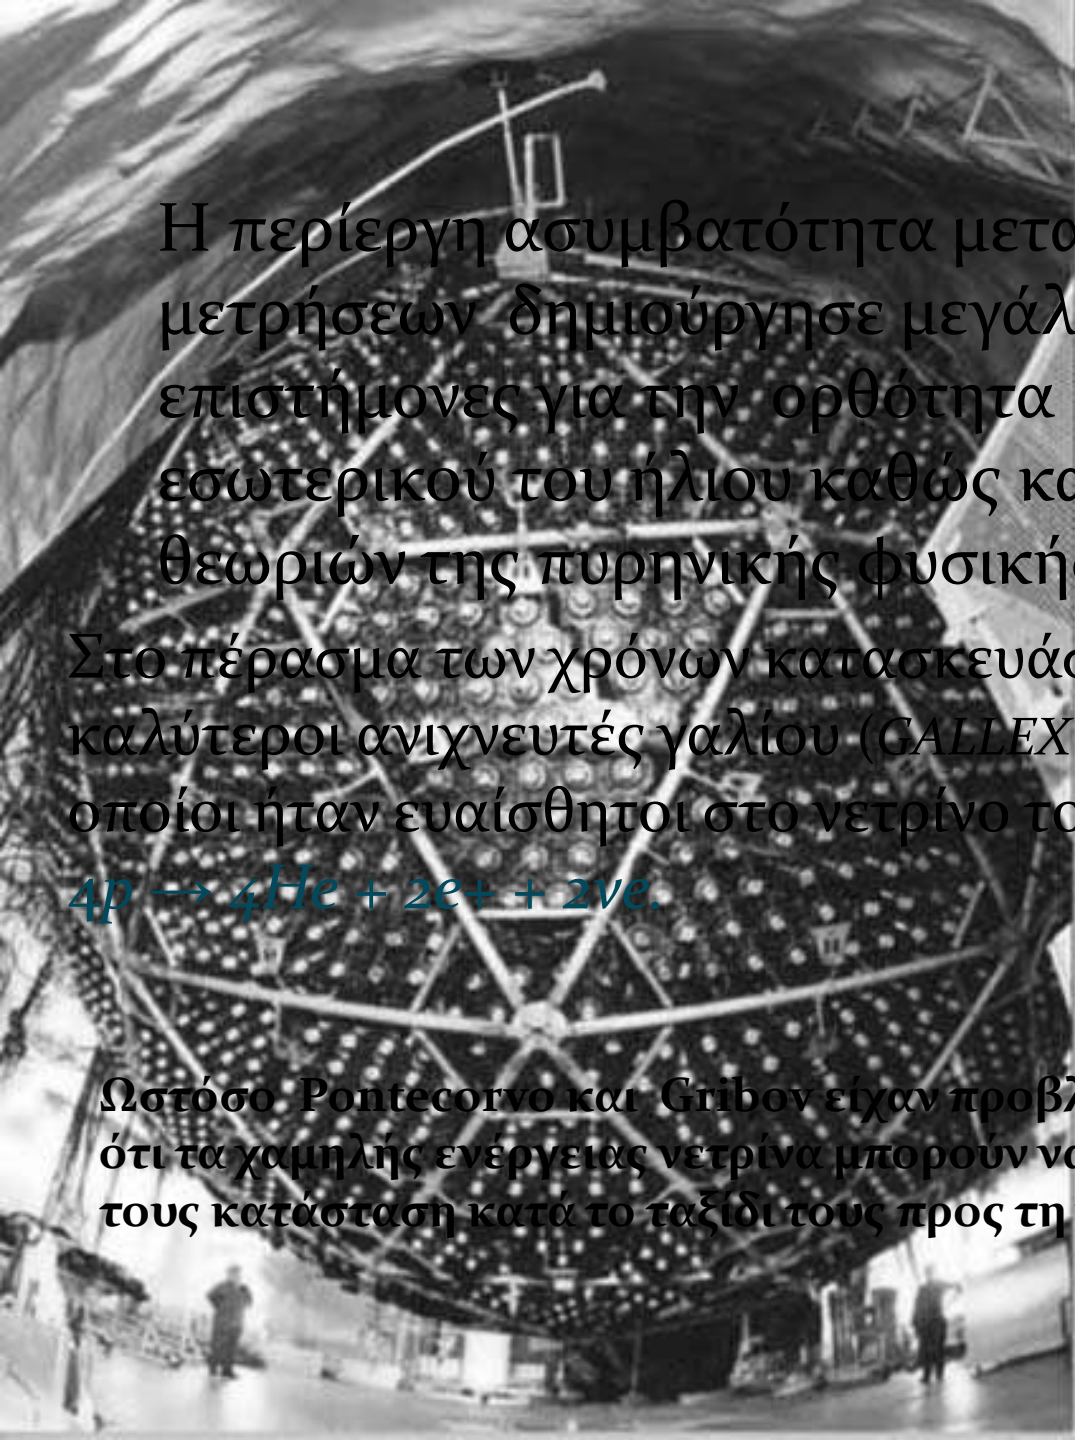 Η περίεργη ασυμβατότητα μετα
μετρήσεων δημιούργησε μεγάλ
επιστήμονες για την ορθότητα
εσωτερικού του ήλιου καθώς κα
θεωριών της πυρηνικής φυσική
Στο πέρασμα των χρόνων κατασκευάσ
καλύτεροι ανιχνευτές γαλίου (GALLEX
οποίοι ήταν ευαίσθητοι στο νετρίνο το
4p → 4He + 2e+ + 2νe.
Ωστόσο Pontecorvo και Gribov είχαν προβλ
ότι τα χαμηλής ενέργειας νετρίνα μπορούν να
τους κατάσταση κατά το ταξίδι τους προς τη